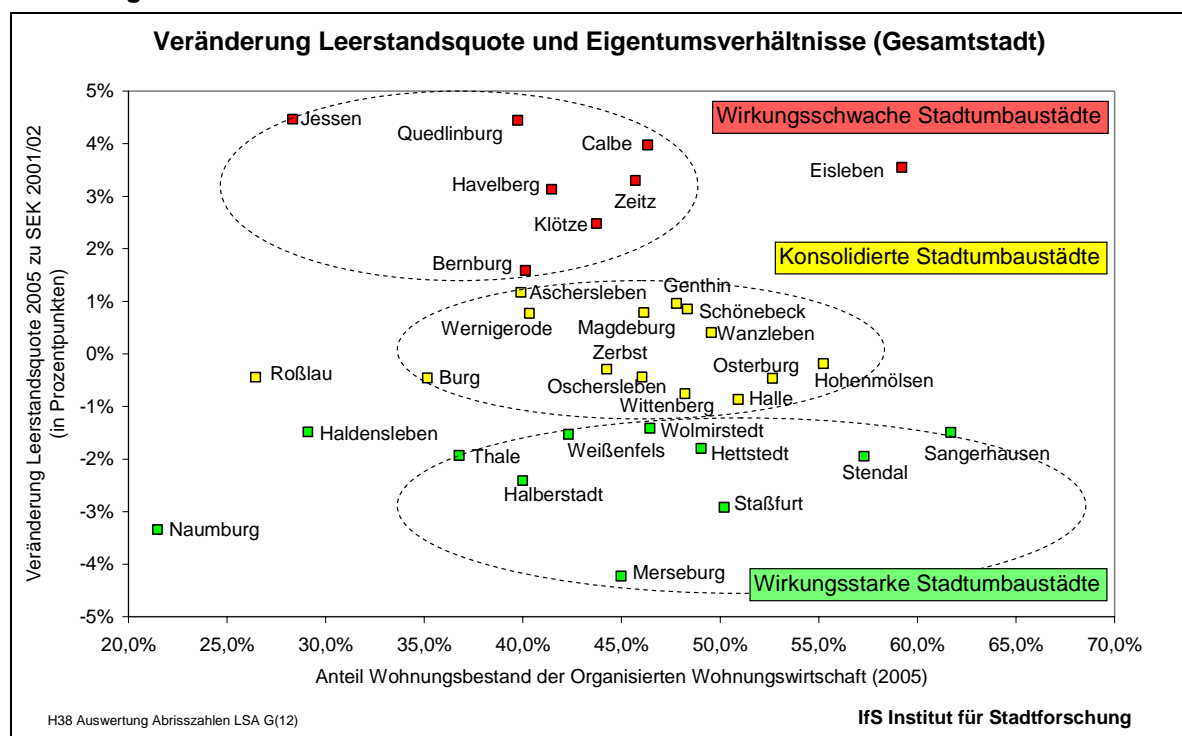 Veränderung Leerstandsquote und Eigentumsverhältnisse (Gesamtstadt)
Veränderung Leerstandsquote 2005 zu SEK 2001/02
(in Prozentpunkten)
5%
4%
3%
2%
1%
0%
-1%
-2%
-3%
-4%
-5%
Wirkungsschwache Stadtumbaustädte
Jessen
Quedlinburg
Calbe
Eisleben
Havelberg
Zeitz
Klötze
Konsolidierte Stadtumbaustädte
Bernburg
Genthin
Aschersleben
Schönebeck
Wernigerode
Magdeburg
Wanzleben
Zerbst
Osterburg
Roßlau
Burg
Hohenmölsen
Oschersleben
Wittenberg
Halle
Haldensleben
Wolmirstedt
Weißenfels
Hettstedt
Sangerhausen
Thale
Stendal
Halberstadt
Staßfurt
Naumburg
Merseburg
Wirkungsstarke Stadtumbaustädte
20,0%
25,0%
30,0%
35,0%
40,0%
45,0%
50,0%
55,0%
60,0%
65,0%
70,0%
Anteil Wohnungsbestand der Organisierten Wohnungswirtschaft (2005)
H38 Auswertung Abrisszahlen LSA G(12)
IfS Institut für Stadtforschung